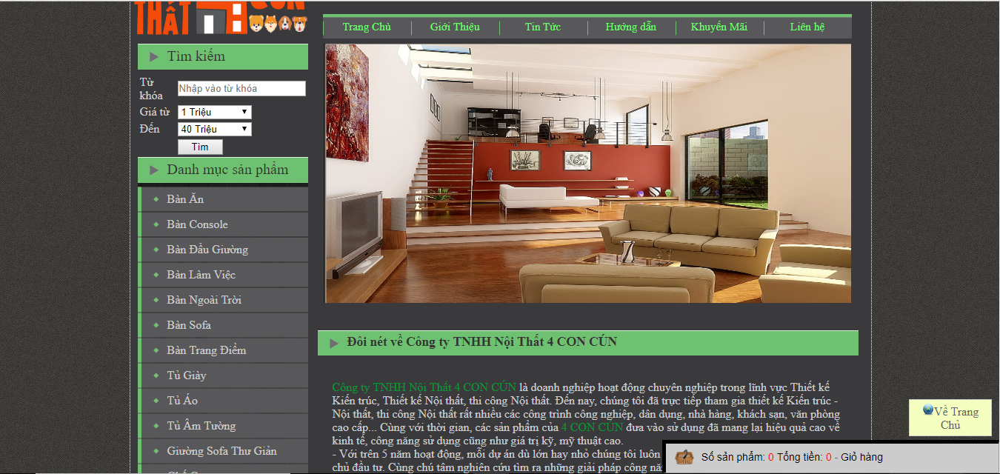 THẤT
CON
Trang Chủ
Giới Thiệu
Tin Tức
Hướng dẫn
Khuyến Mãi
Liên hệ
Tìm kiếm
Từ khóa
Nhập vào từ khóa
Giá từ
1 Triệu
Đến
40 Triệu
Tìm
Danh mục sản phẩm
Bàn Ăn
Bàn Console
Bàn Đầu Giường
Bàn Làm Việc
Bàn Ngoài Trời
Bàn Sofa
Bàn Trang Điểm
Tủ Giày
Tủ Áo
Tủ Âm Tường
Giường Sofa Thư Giản
Đôi nét về Công ty TNHH Nội Thất 4 CON CÚN
Công ty TNHH Nội Thất 4 CON CÚN là doanh nghiệp hoạt động chuyên nghiệp trong lĩnh vực Thiết kế
Kiến trúc, Thiết kế Nội thất, thi công Nội thất. Đến nay, chúng tôi đã trực tiếp tham gia thiết kế Kiến trúc -
Nội thất, thi công Nội thất rất nhiều các công trình công nghiệp, dân dụng, nhà hàng, khách sạn, văn phòng
cao cấp... Cùng với thời gian, các sản phẩm của 4 CON CÚN đưa vào sử dụng đã mang lại hiệu quả cao về
kinh tế, công năng sử dụng cũng như giá trị kỹ, mỹ thuật cao.
- Với trên 5 năm hoạt động, mỗi dự án dù lớn hay nhỏ chúng tôi luôn
chủ đầu tư. Cùng chú tâm nghiên cứu tìm ra những giải pháp công
Về Trang
Chủ
Số sản phẩm: 0 Tổng tiền: 0 - Giỏ hàng